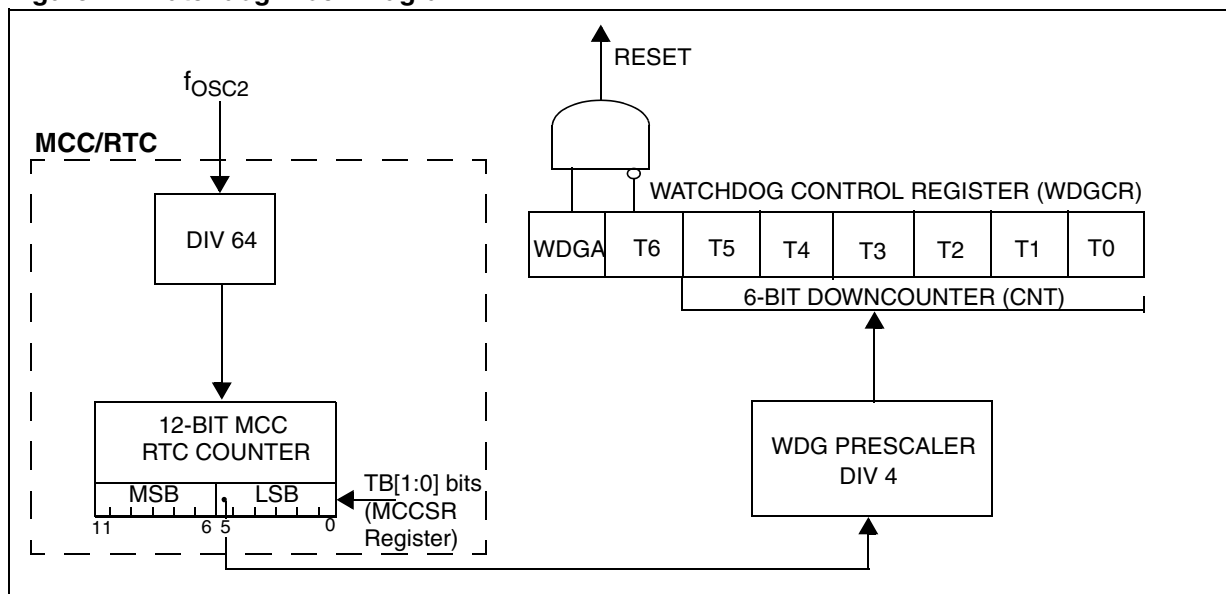 RESET
fOSC2
MCC/RTC
DIV 64
WATCHDOG CONTROL REGISTER (WDGCR)
WDGA T6 T5 T4 T3 T2 T1 T0
6-BIT DOWNCOUNTER (CNT)
12-BIT MCC
RTC COUNTER
MSB LSB
11 6 5 0
TB[1:0] bits
(MCCSR
Register)
WDG PRESCALER
DIV 4